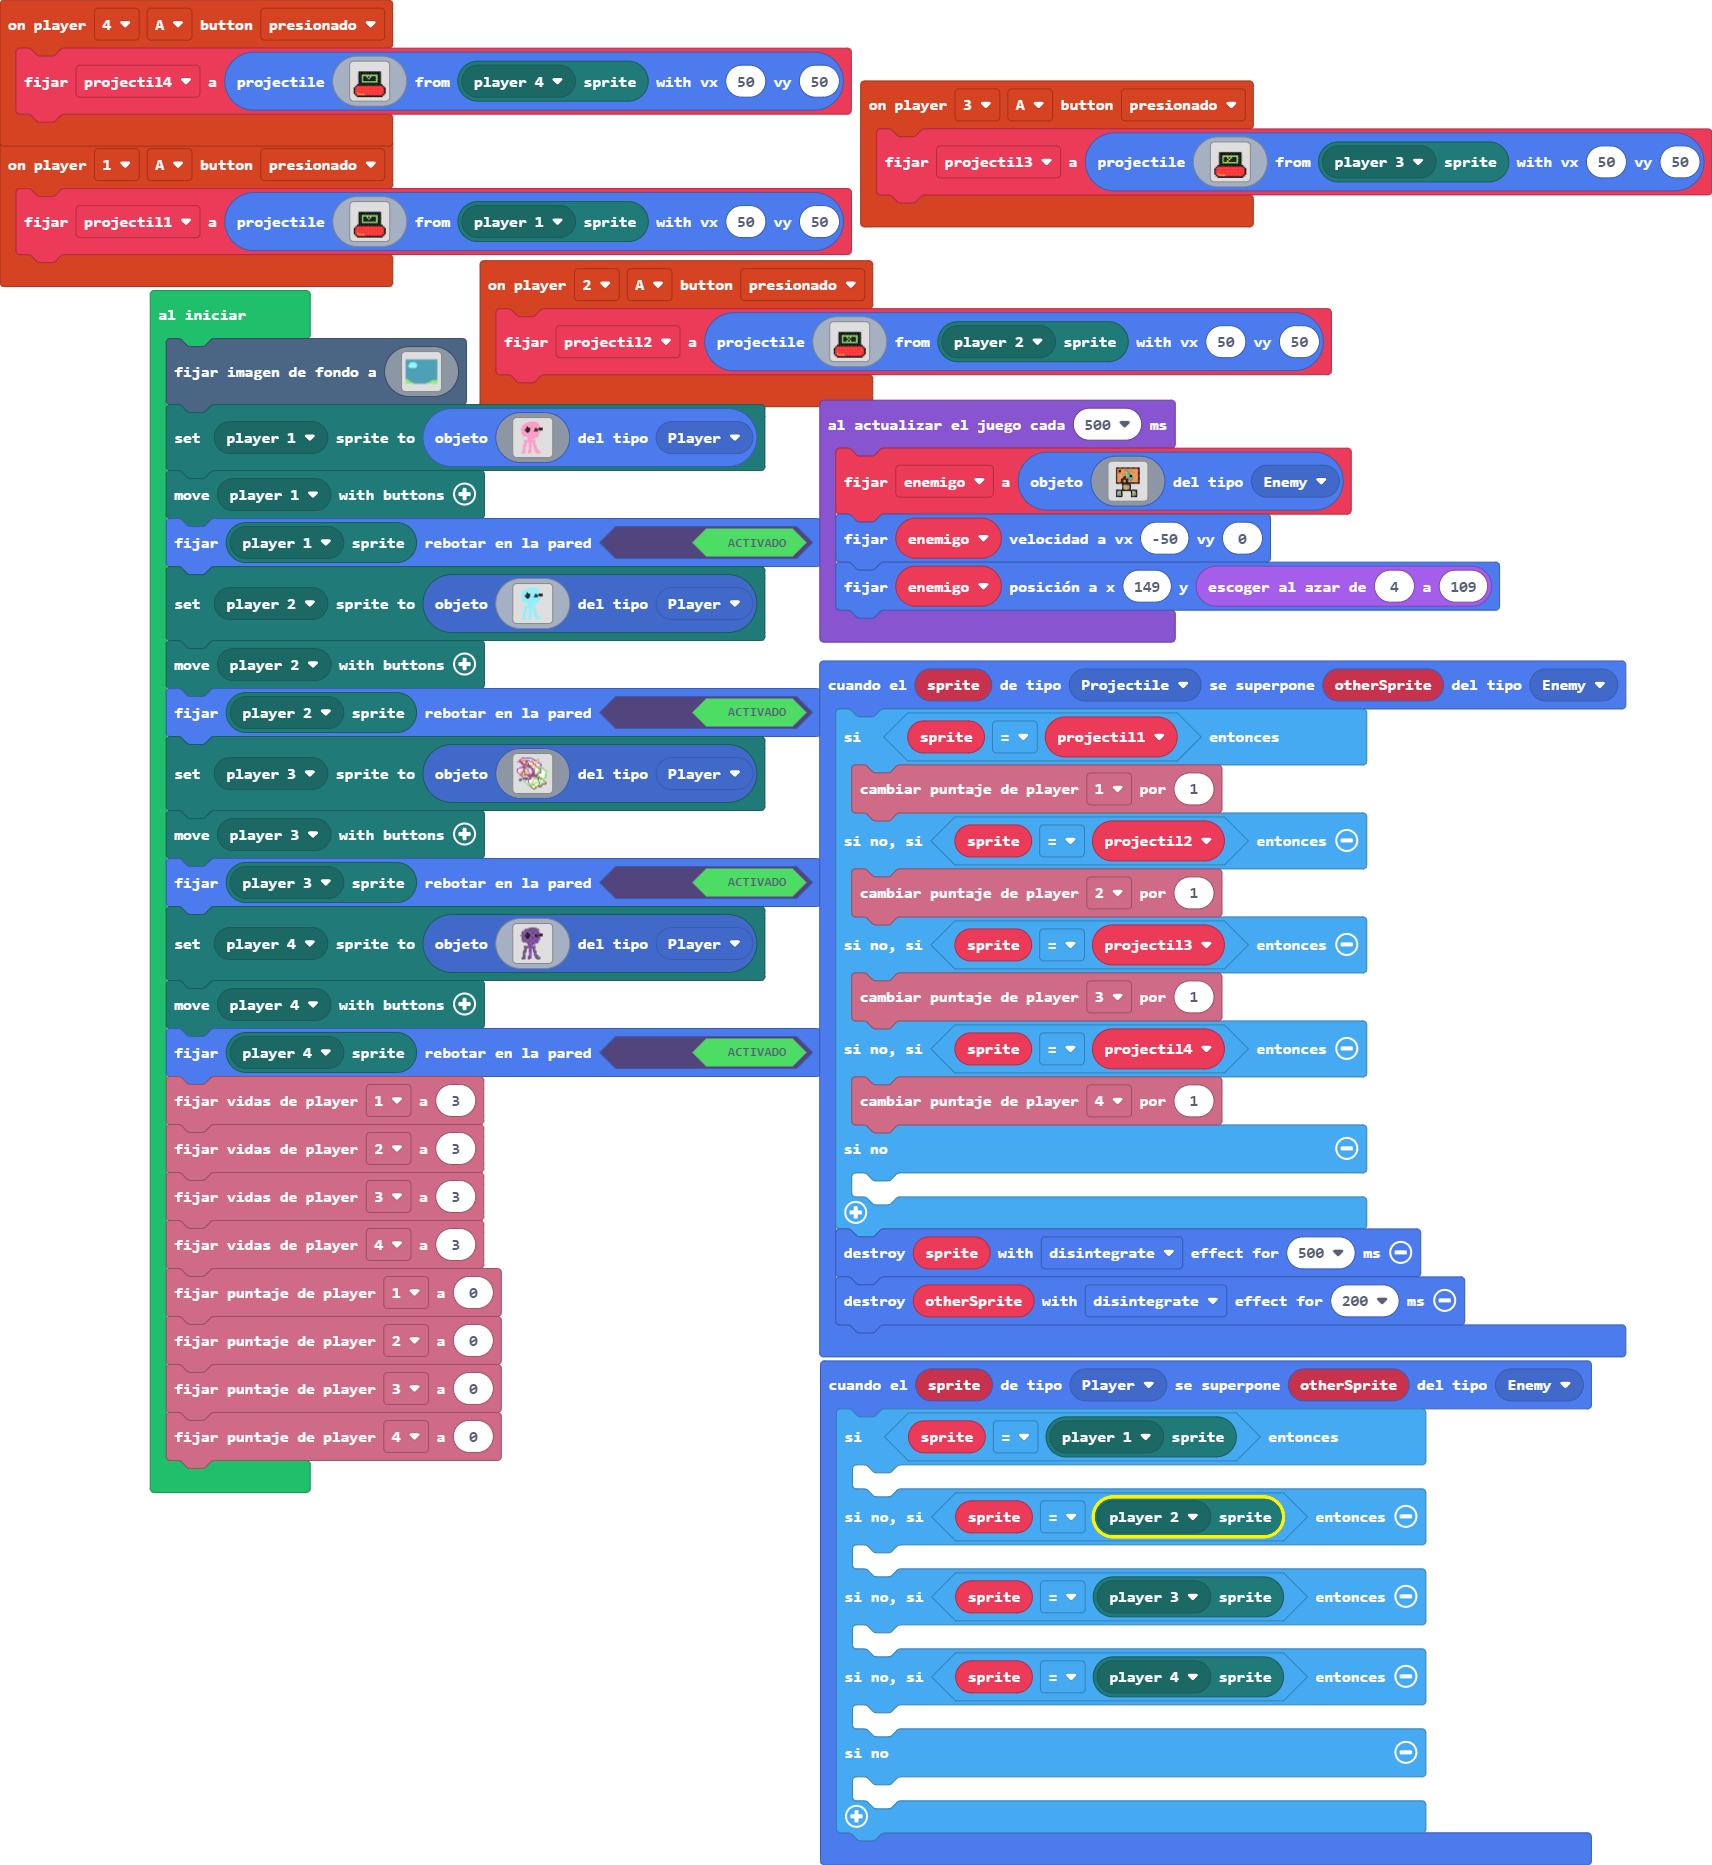 on player 4 A button presionado
fijar projectil4 a projectile from player 4 sprite with vx 50 vy 50
on player 1 A button presionado
fijar projectil1 a projectile from player 1 sprite with vx 50 vy 50
on player 3 A button presionado
fijar projectil3 a projectile from player 3 sprite with vx 50 vy 50
on player 2 A button presionado
fijar projectil2 a projectile from player 2 sprite with vx 50 vy 50
al iniciar
fijar imagen de fondo a
set player 1 sprite to objeto del tipo Player
move player 1 with buttons
fijar player 1 sprite rebotar en la pared ACTIVADO
set player 2 sprite to objeto del tipo Player
move player 2 with buttons
fijar player 2 sprite rebotar en la pared ACTIVADO
set player 3 sprite to objeto del tipo Player
move player 3 with buttons
fijar player 3 sprite rebotar en la pared ACTIVADO
set player 4 sprite to objeto del tipo Player
move player 4 with buttons
fijar player 4 sprite rebotar en la pared ACTIVADO
fijar vidas de player 1 a 3
fijar vidas de player 2 a 3
fijar vidas de player 3 a 3
fijar vidas de player 4 a 3
fijar puntaje de player 1 a 0
fijar puntaje de player 2 a 0
fijar puntaje de player 3 a 0
fijar puntaje de player 4 a 0
al actualizar el juego cada 500 ms
fijar enemigo a objeto del tipo Enemy
fijar enemigo velocidad a vx -50 vy 0
fijar enemigo posición a x 149 y escoger al azar de 4 a 109
cuando el sprite de tipo Projectile se superpone otherSprite del tipo Enemy
si sprite = projectil1 entonces
cambiar puntaje de player 1 por 1
si no, si sprite = projectil2 entonces
cambiar puntaje de player 2 por 1
si no, si sprite = projectil3 entonces
cambiar puntaje de player 3 por 1
si no, si sprite = projectil4 entonces
cambiar puntaje de player 4 por 1
si no
destroy sprite with disintegrate effect for 500 ms
destroy otherSprite with disintegrate effect for 200 ms
cuando el sprite de tipo Player se superpone otherSprite del tipo Enemy
si sprite = player 1 sprite entonces
si no, si sprite = player 2 sprite entonces
si no, si sprite = player 3 sprite entonces
si no, si sprite = player 4 sprite entonces
si no